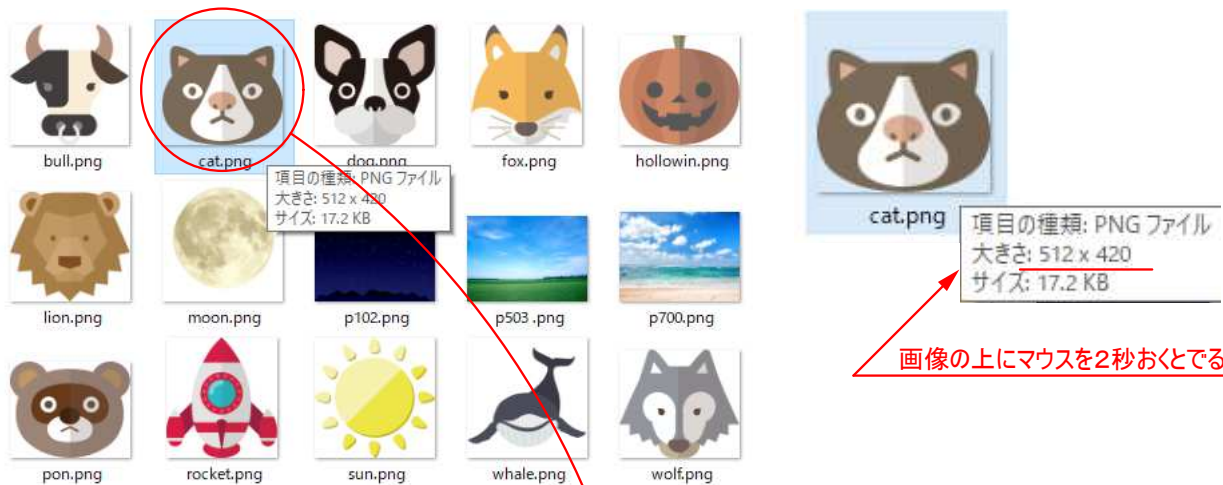 bull.png
cat.png
dog.png
fox.png
hollowin.png
項目の種類: PNG ファイル
大きさ: 512 x 420
サイズ: 17.2 KB
lion.png
moon.png
p102.png
p503 .png
p700.png
pon.png
rocket.png
sun.png
whale.png
wolf.png
cat.png
項目の種類: PNG ファイル
大きさ: 512 x 420
サイズ: 17.2 KB
画像の上にマウスを2秒おくとでる